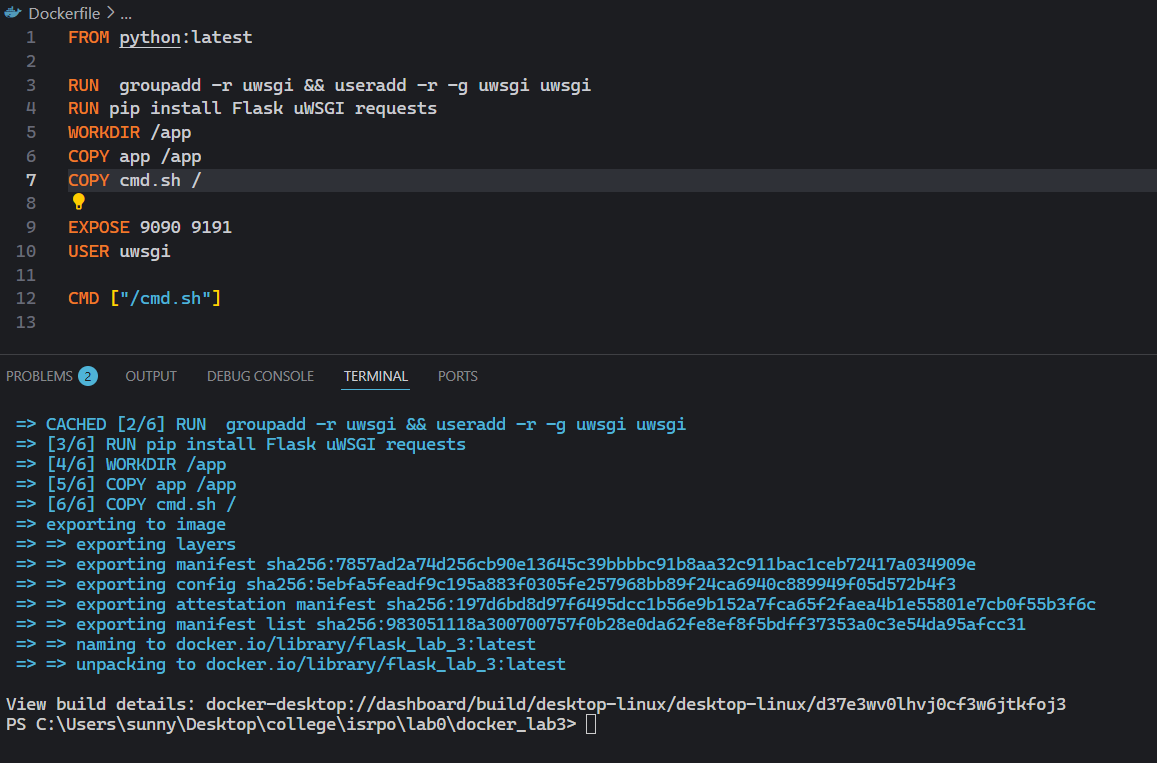 Dockerfile > ...
1 FROM python:latest
2
3 RUN  groupadd -r uwsgi && useradd -r -g uwsgi uwsgi
4 RUN pip install Flask uWSGI requests
5 WORKDIR /app
6 COPY app /app
7 COPY cmd.sh /
8
9 EXPOSE 9090 9191
10 USER uwsgi
11
12 CMD ["/cmd.sh"]
13
PROBLEMS 2 OUTPUT DEBUG CONSOLE TERMINAL PORTS
=> CACHED [2/6] RUN  groupadd -r uwsgi && useradd -r -g uwsgi uwsgi
=> [3/6] RUN pip install Flask uWSGI requests
=> [4/6] WORKDIR /app
=> [5/6] COPY app /app
=> [6/6] COPY cmd.sh /
=> exporting to image
=> => exporting layers
=> => exporting manifest sha256:7857ad2a74d256cb90e13645c39bbbbc91b8aa32c911bac1ceb72417a034909e
=> => exporting config sha256:5ebfa5feadf9c195a883f0305fe257968bb89f24ca6940c889949f05d572b4f3
=> => exporting attestation manifest sha256:197d6bd8d97f6495dcc1b56e9b152a7fca65f2faea4b1e55801e7cb0f55b3f6c
=> => exporting manifest list sha256:983051118a300700757f0b28e0da62fe8ef8f5bdff37353a0c3e54da95afcc31
=> => naming to docker.io/library/flask_lab_3:latest
=> => unpacking to docker.io/library/flask_lab_3:latest
View build details: docker-desktop://dashboard/build/desktop-linux/desktop-linux/d37e3wv0lhvj0cf3w6jtkfoj3
PS C:\Users\sunny\Desktop\college\isrpo\lab0\docker_lab3>